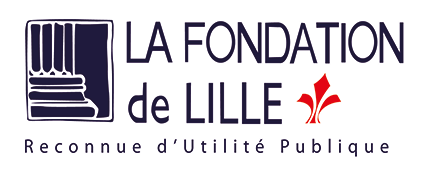 LA FONDATION
de LILLE
Reconnue d'Utilité Publique